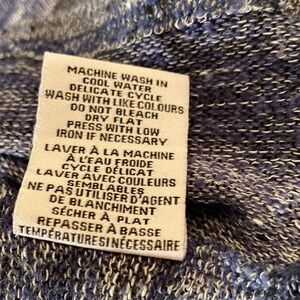 MACHINE WASH IN
COOL WATER
DELICATE CYCLE
WASH WITH LIKE COLOURS
DO NOT BLEACH
DRY FLAT
PRESS WITH LOW
IRON IF NECESSARY
LAVER À LA MACHINE
À L'EAU FROIDE
CYCLE DÉLICAT
LAVER AVEC COULEURS
SEMBLABLES
NE PAS UTILISER D'AGENT
DE BLANCHIMENT
SÉCHER À PLAT
REPASSER À BASSE
TEMPÉRATURE SI NÉCESSAIRE